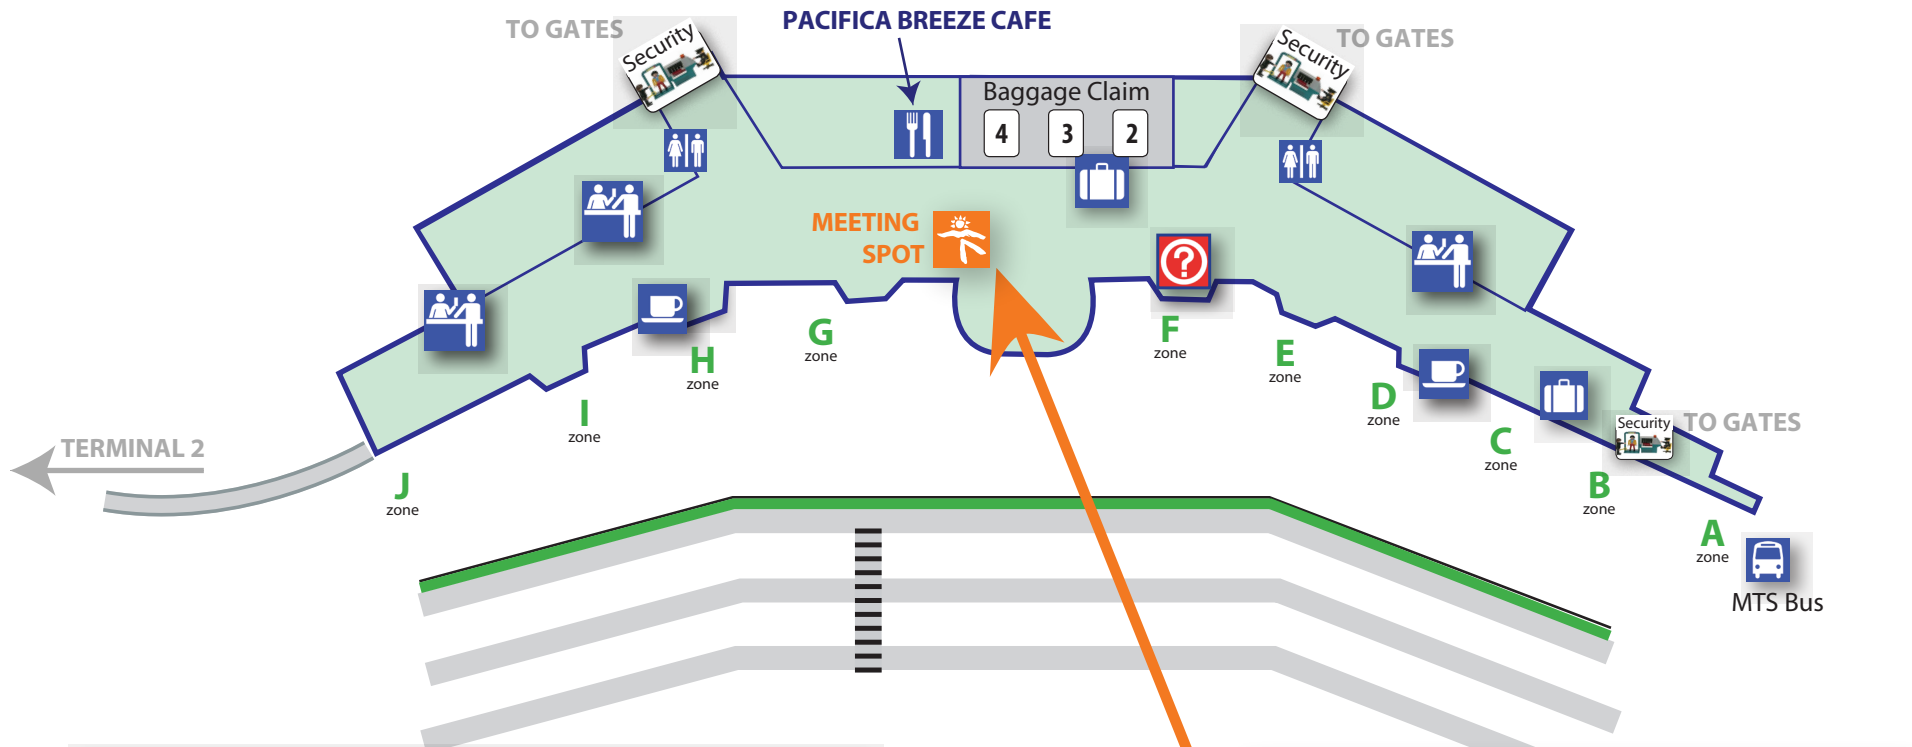 PACIFICA BREEZE CAFE
TO GATES
Security
Security
TO GATES
Baggage Claim
4
3
2
MEETING
SPOT
?
F
zone
G
zone
E
zone
H
zone
D
zone
I
zone
Security
TO GATES
C
zone
TERMINAL 2
J
zone
B
zone
A
zone
MTS Bus